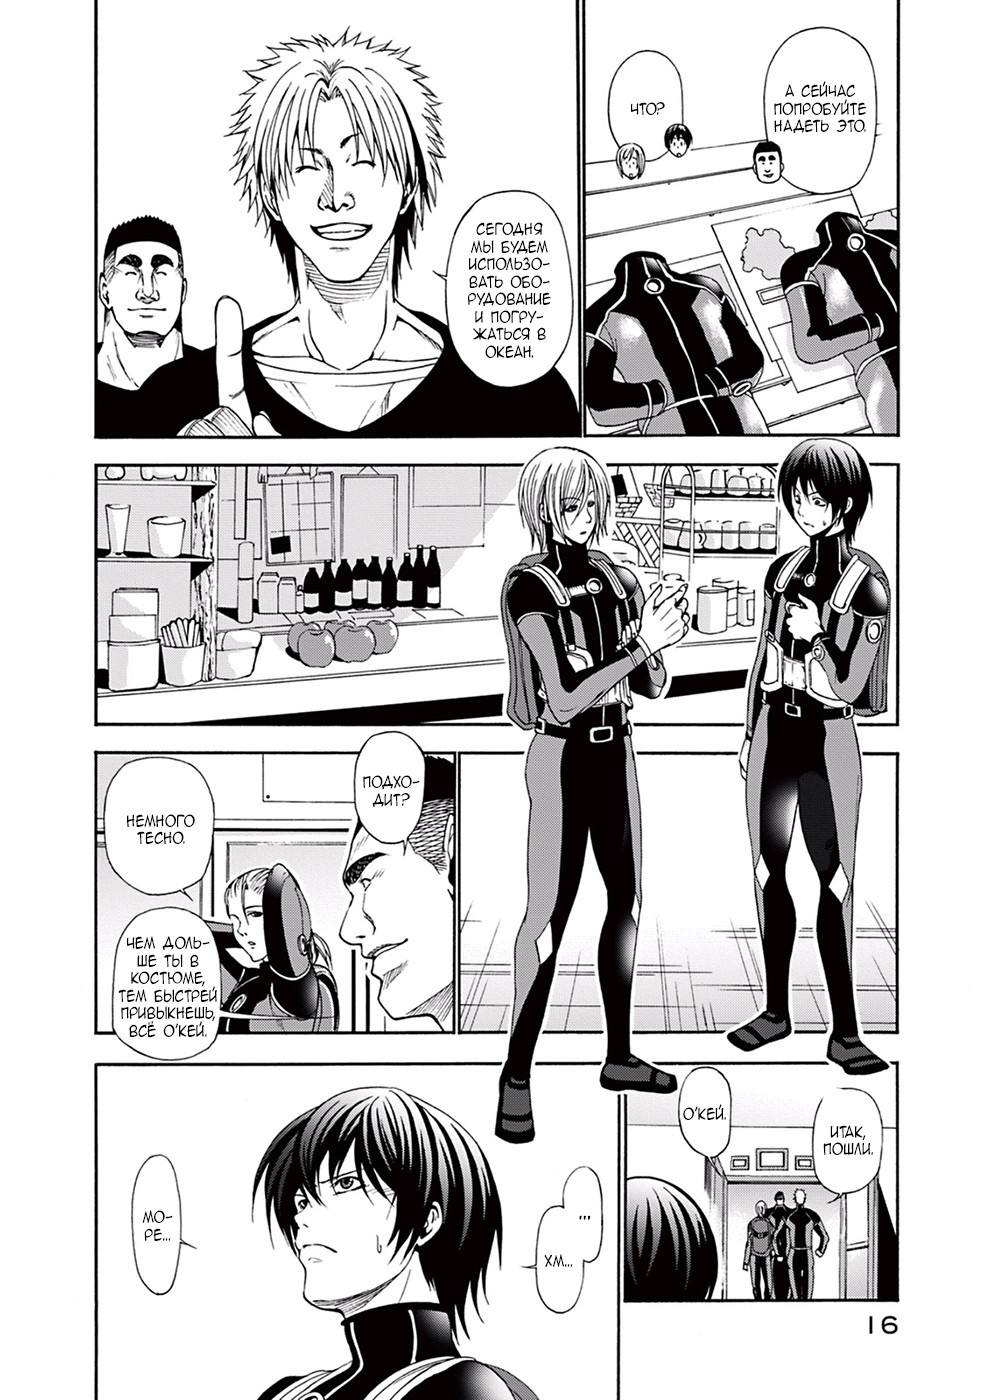 А СЕЙЧАС
ПОПРОБУЙТЕ
НАДЕТЬ ЭТО.
ЧТО?
СЕГОДНЯ
МЫ БУДЕМ
ИСПОЛЬЗО-
ВАТЬ ОБО-
РУДОВАНИЕ
И ПОГРУ-
ЖАТЬСЯ В
ОКЕАН.
ПОДХО-
ДИТ?
НЕМНОГО
ТЕСНО.
ЧЕМ ДОЛЬ-
ШЕ ТЫ В
КОСТЮМЕ,
ТЕМ БЫСТРЕЙ
ПРИВЫКНЕШЬ,
ВСЁ О'КЕЙ.
ИТАК,
ПОШЛИ.
О'КЕЙ.
,,,
ХМ...
МО-
РЕ...
16